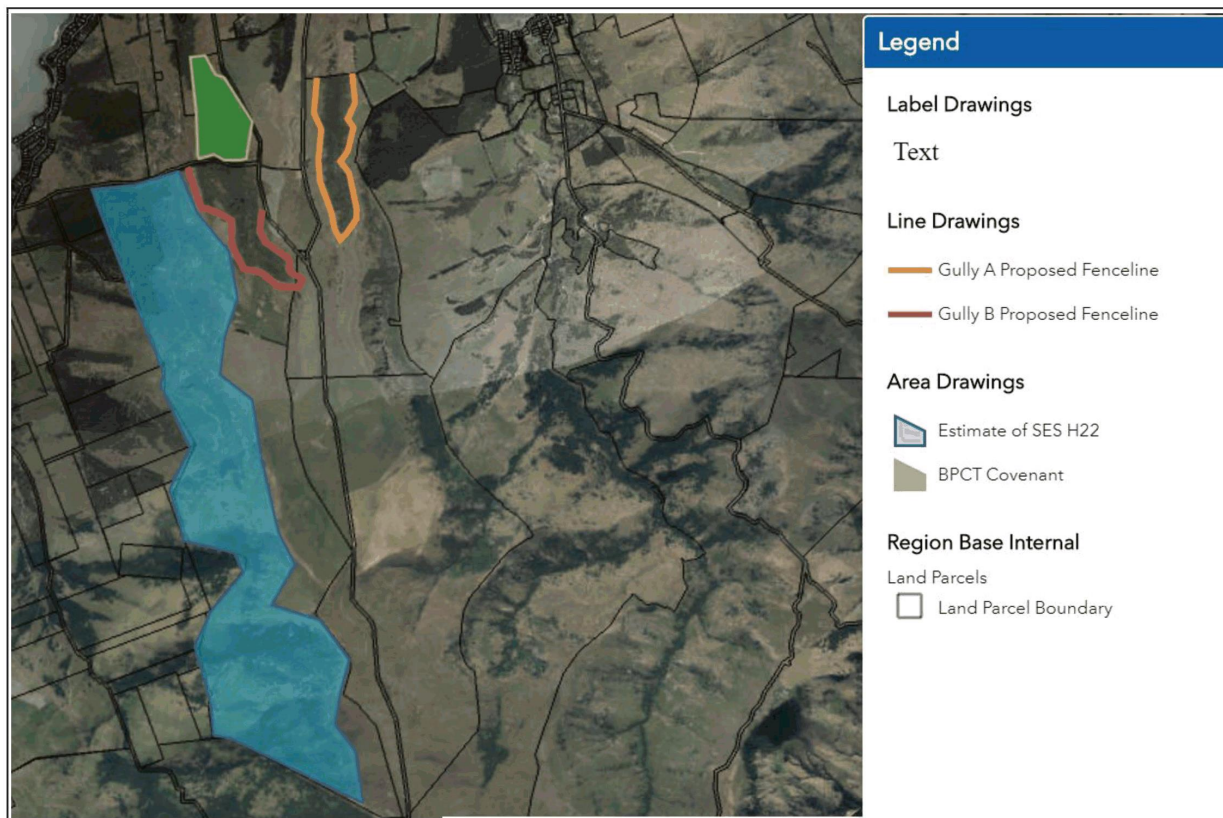 Legend
Label Drawings
Text
Line Drawings
Gully A Proposed Fenceline
Gully B Proposed Fenceline
Area Drawings
Estimate of SES H22
BPCT Covenant
Region Base Internal
Land Parcels
Land Parcel Boundary